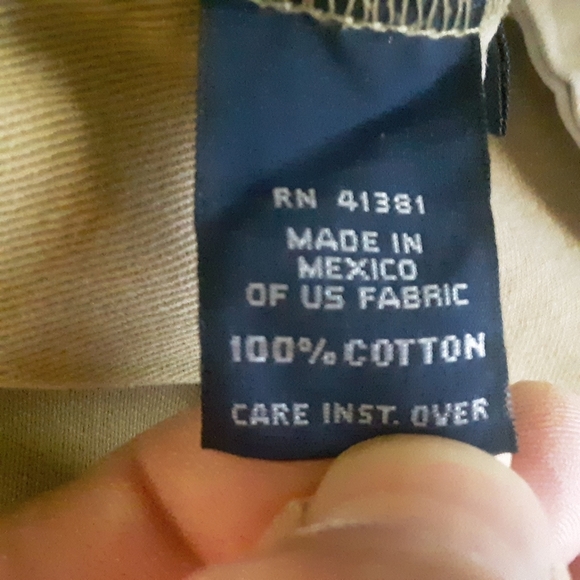 RN 41381
MADE IN
MEXICO
OF US FABRIC
100% COTTON
CARE INST. OVER